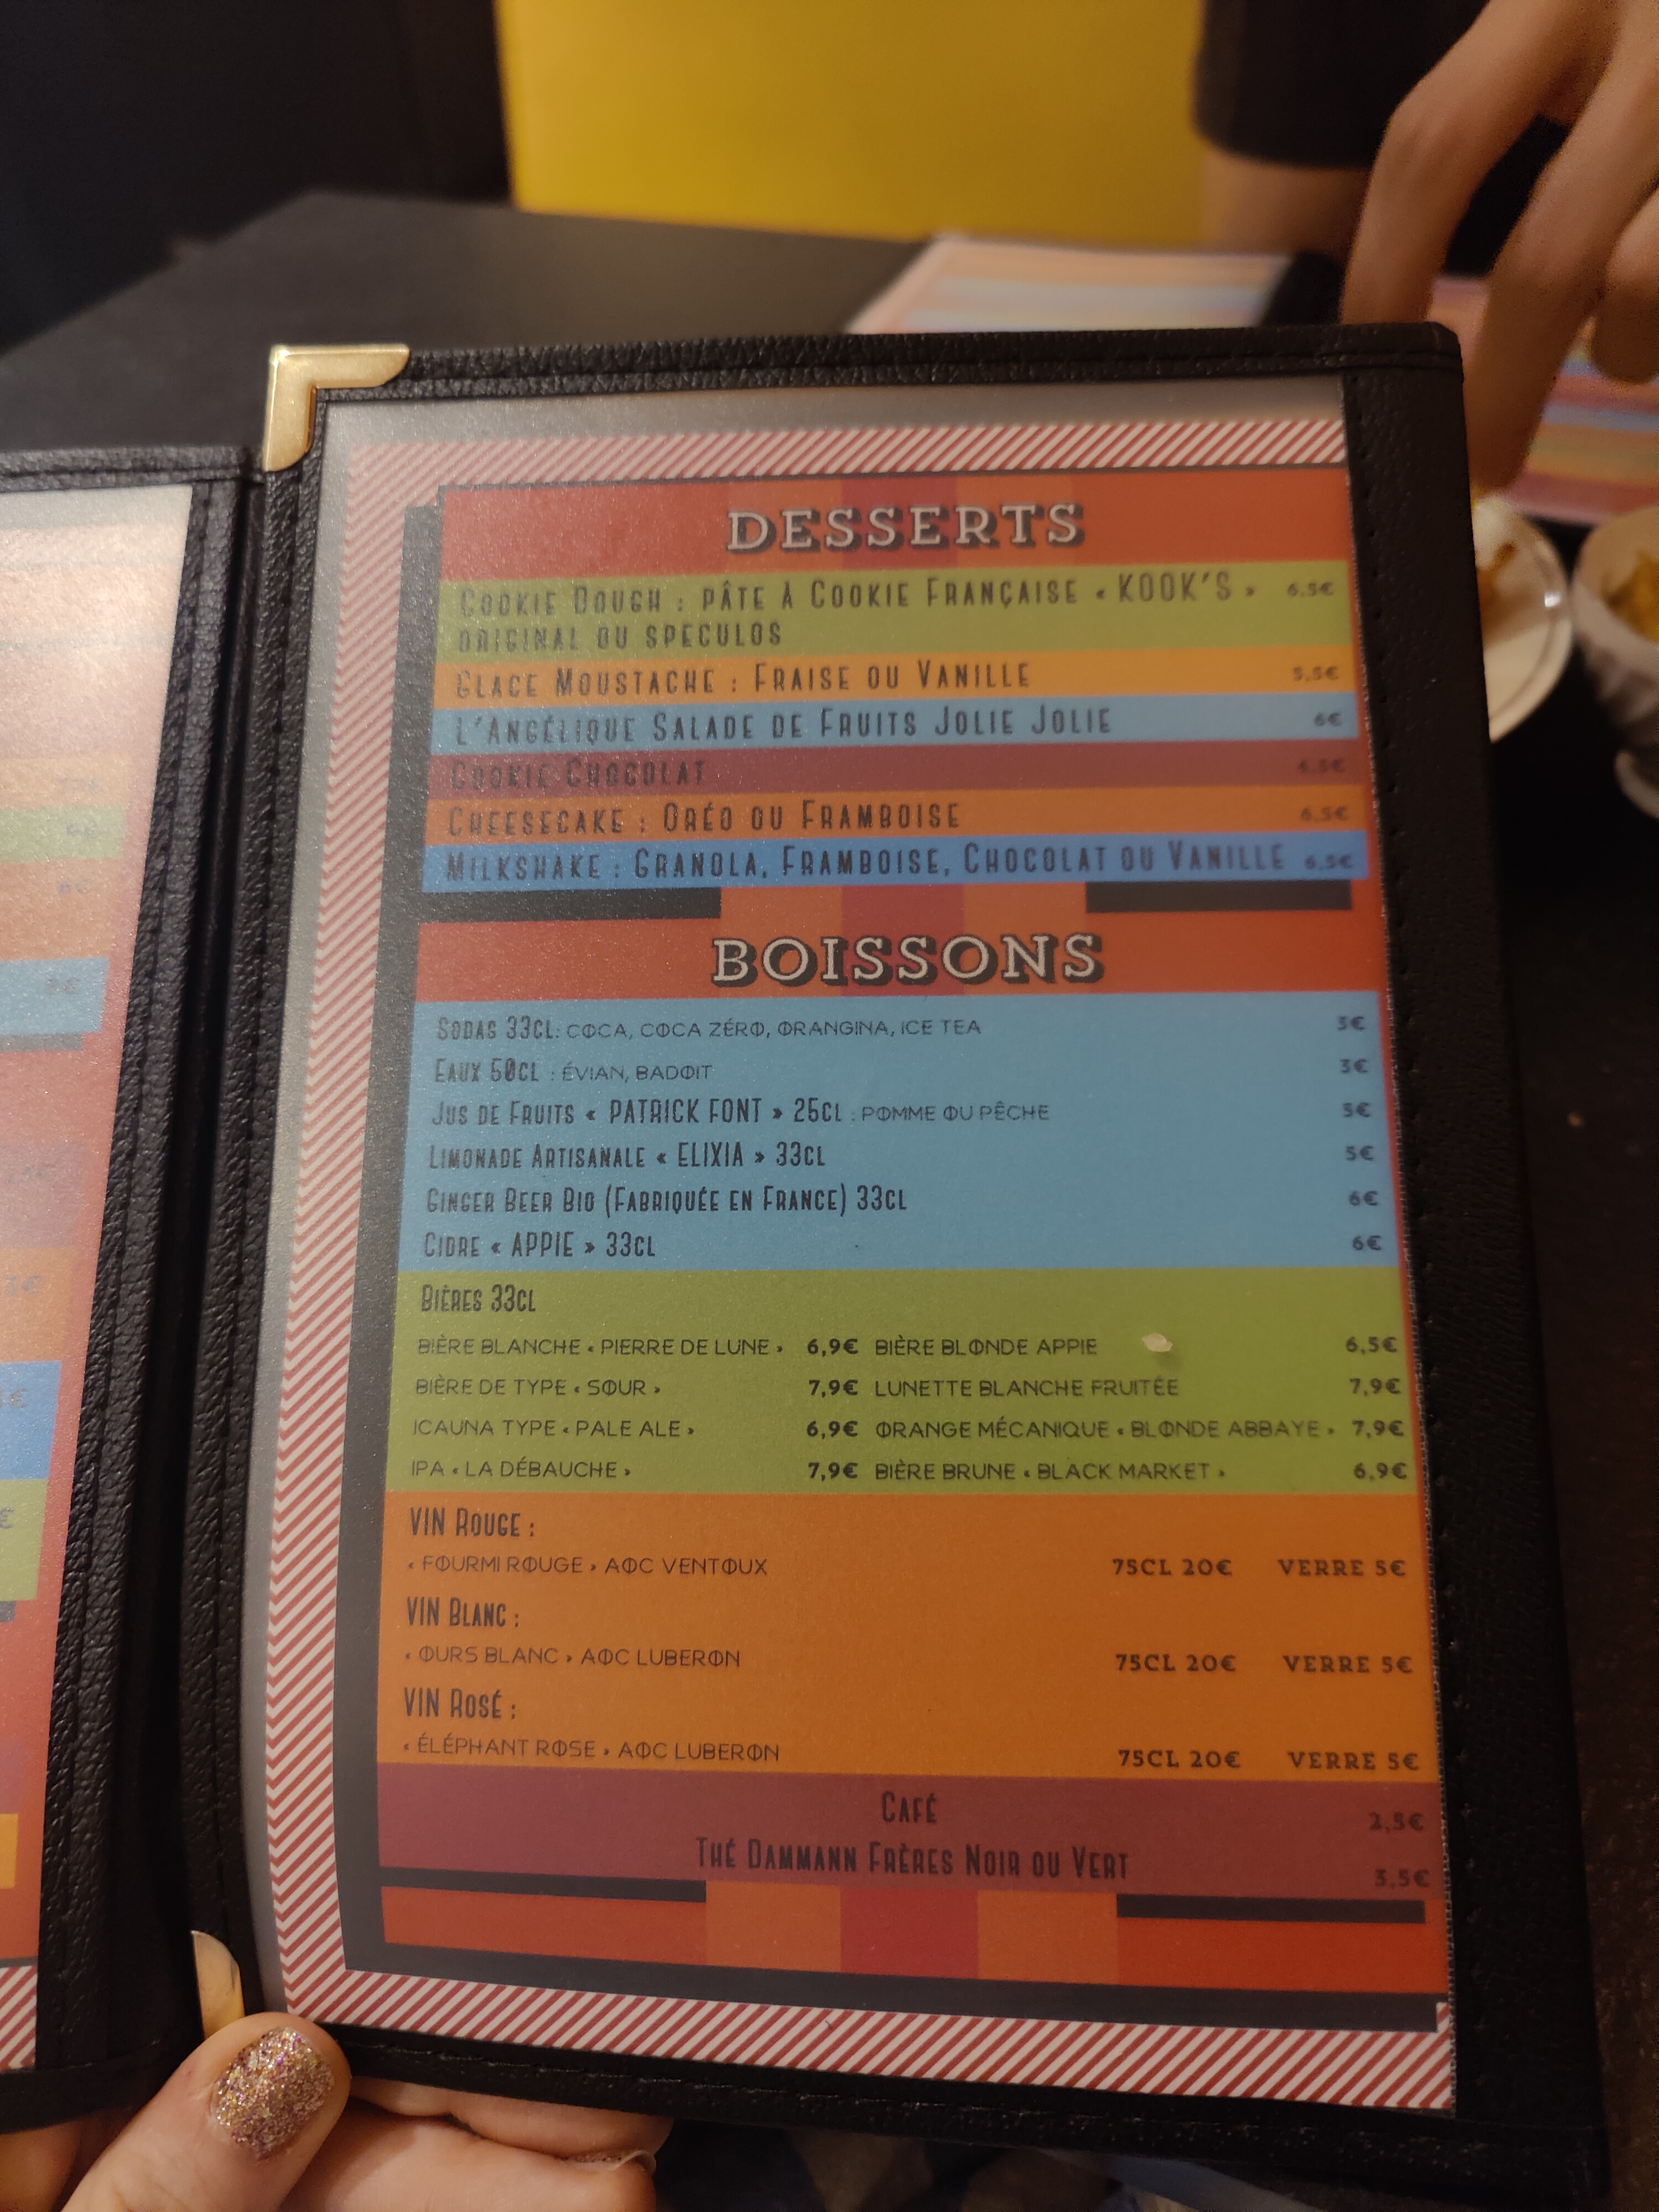 DESSERTS
COOKIE DOUGH : PÂTE À COOKIE FRANÇAISE « KOOK'S » 6,5€
ORIGINAL OU SPECULOS
GLACE MOUSTACHE : FRAISE OU VANILLE 5,5€
L'ANGÉLIQUE SALADE DE FRUITS JOLIE JOLIE 6€
COOKIE CHOCOLAT 4,5€
CHEESECAKE : ORÉO OU FRAMBOISE 6,5€
MILKSHAKE : GRANOLA, FRAMBOISE, CHOCOLAT OU VANILLE 6,5€
BOISSONS
SODAS 33CL: COCA, COCA ZÉRO, ORANGINA, ICE TEA 3€
EAUX 50CL : ÉVIAN, BADOIT 3€
JUS DE FRUITS « PATRICK FONT » 25CL : POMME OU PÊCHE 5€
LIMONADE ARTISANALE « ELIXIA » 33CL 5€
GINGER BEER BIO (FABRIQUÉE EN FRANCE) 33CL 6€
CIDRE « APPIE » 33CL 6€
BIÈRES 33CL
BIÈRE BLANCHE « PIERRE DE LUNE » 6,9€ BIÈRE BLONDE APPIE 6,5€
BIÈRE DE TYPE « SOUR » 7,9€ LUNETTE BLANCHE FRUITÉE 7,9€
ICAUNA TYPE « PALE ALE » 6,9€ ORANGE MÉCANIQUE « BLONDE ABBAYE » 7,9€
IPA « LA DÉBAUCHE » 7,9€ BIÈRE BRUNE « BLACK MARKET » 6,9€
VIN ROUGE :
« FOURMI ROUGE » AOC VENTOUX 75CL 20€ VERRE 5€
VIN BLANC :
« OURS BLANC » AOC LUBERON 75CL 20€ VERRE 5€
VIN ROSÉ :
« ÉLÉPHANT ROSE » AOC LUBERON 75CL 20€ VERRE 5€
CAFÉ 2,5€
THÉ DAMMANN FRÈRES NOIR OU VERT 3,5€